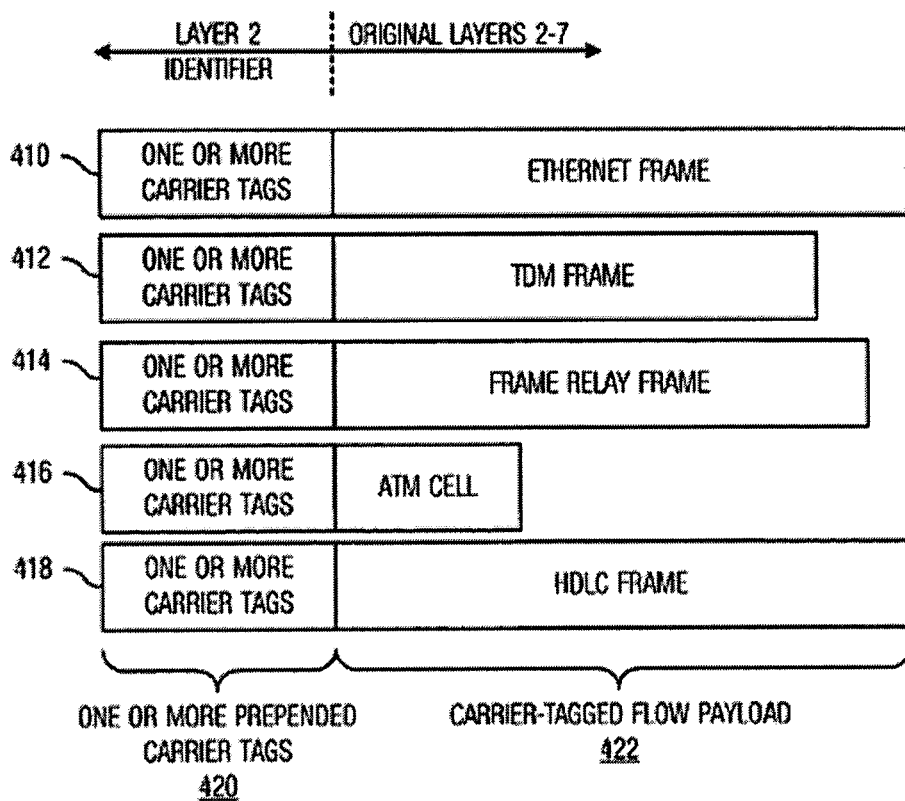 LAYER 2
IDENTIFIER
ORIGINAL LAYERS 2-7
410
ONE OR MORE
CARRIER TAGS
ETHERNET FRAME
412
ONE OR MORE
CARRIER TAGS
TDM FRAME
414
ONE OR MORE
CARRIER TAGS
FRAME RELAY FRAME
416
ONE OR MORE
CARRIER TAGS
ATM CELL
418
ONE OR MORE
CARRIER TAGS
HDLC FRAME
ONE OR MORE PREPENDED
CARRIER TAGS
420
CARRIER-TAGGED FLOW PAYLOAD
422